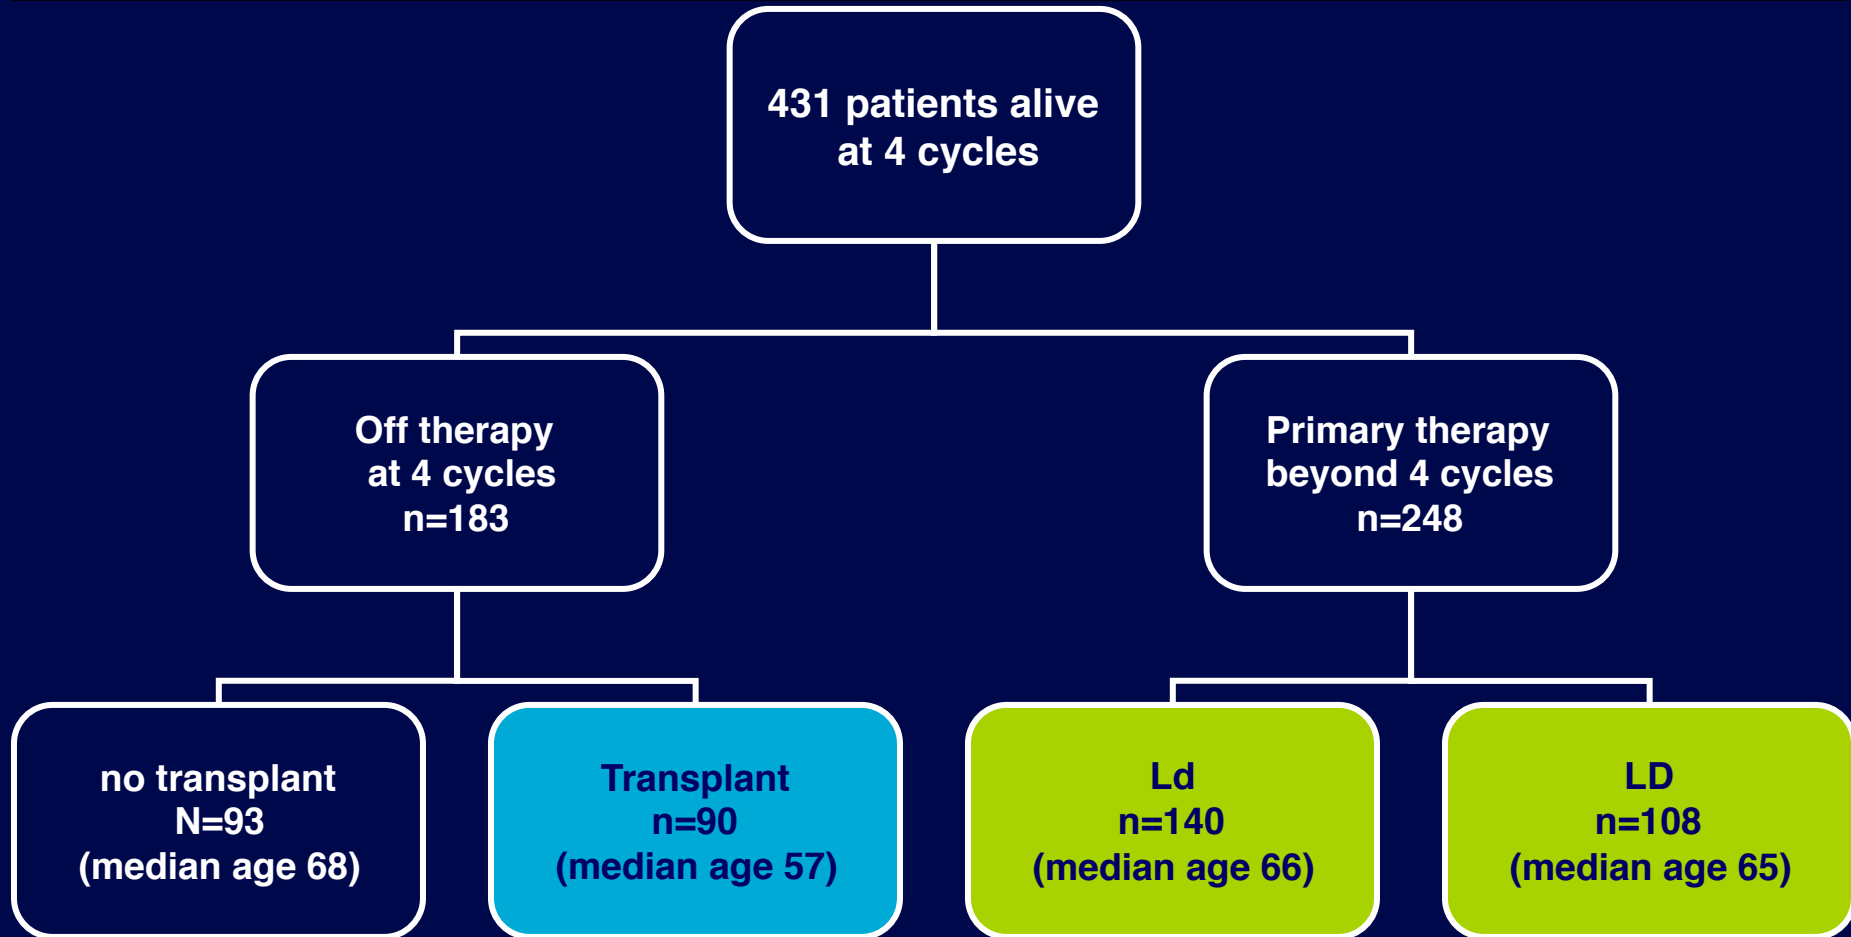 431 patients alive
at 4 cycles
Off therapy
at 4 cycles
n=183
Primary therapy
beyond 4 cycles
n=248
no transplant
N=93
(median age 68)
Transplant
n=90
(median age 57)
Ld
n=140
(median age 66)
LD
n=108
(median age 65)